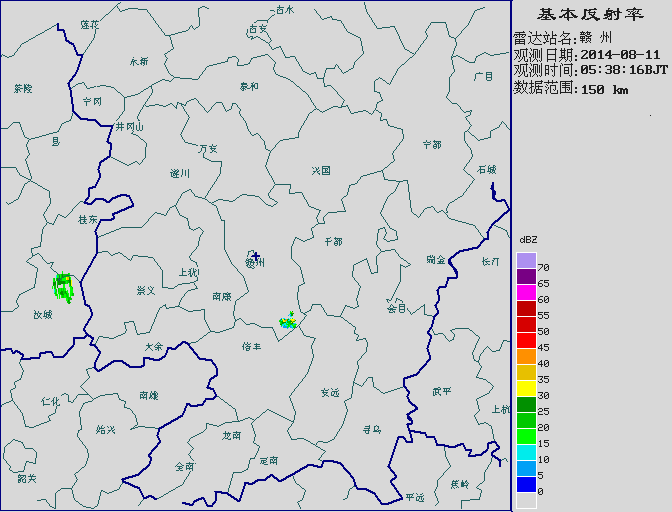 基本反射率
雷达站名:赣 州
观测日期:2014-08-11
观测时间:05:38:16BJT
数据范围:150 km
dBZ
70
65
60
55
50
45
40
35
30
25
20
15
10
5
0
吉水
莲花
吉安
永新
广昌
茶陵
泰和
宁冈
井冈山
宁都
万安
兴国
遂川
石城
桂东
于都
赣州
瑞金
长汀
上犹
崇义
南康
会昌
汝城
大余
信丰
安远
武平
仁化
南雄
上杭
始兴
龙南
寻乌
全南
定南
韶关
蕉岭
平远